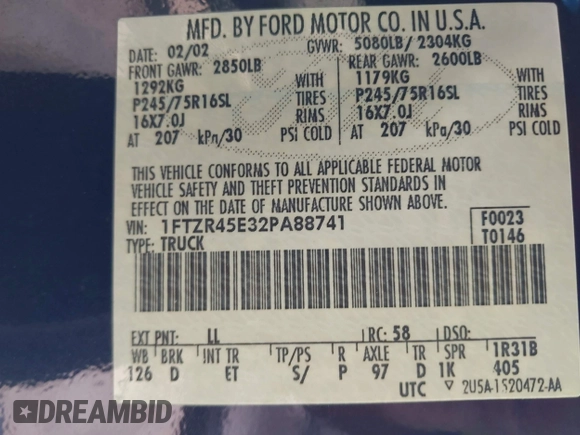 MFD. BY FORD MOTOR CO. IN U.S.A.
DATE: 02/02 GVWR: 5080LB/ 2304KG
FRONT GAWR: 2850LB REAR GAWR: 2600LB
1292KG WITH 1179KG WITH
P245/75R16SL TIRES P245/75R16SL TIRES
16X7.0J RIMS 16X7.0J RIMS
AT 207 kPa/30 PSI COLD AT 207 kPa/30 PSI COLD
THIS VEHICLE CONFORMS TO ALL APPLICABLE FEDERAL MOTOR
VEHICLE SAFETY AND THEFT PREVENTION STANDARDS IN
EFFECT ON THE DATE OF MANUFACTURE SHOWN ABOVE.
VIN: 1FTZR45E32PA88741 F0023
TYPE: TRUCK T0146
EXT PNT: LL RC: 58 DSO:
WB BRK INT TR TP/PS R AXLE TR SPR 1R31B
126 D ET S/ P 97 D 1K 405
UTC ▽ 2U5A-1520472-AA
DREAMBID